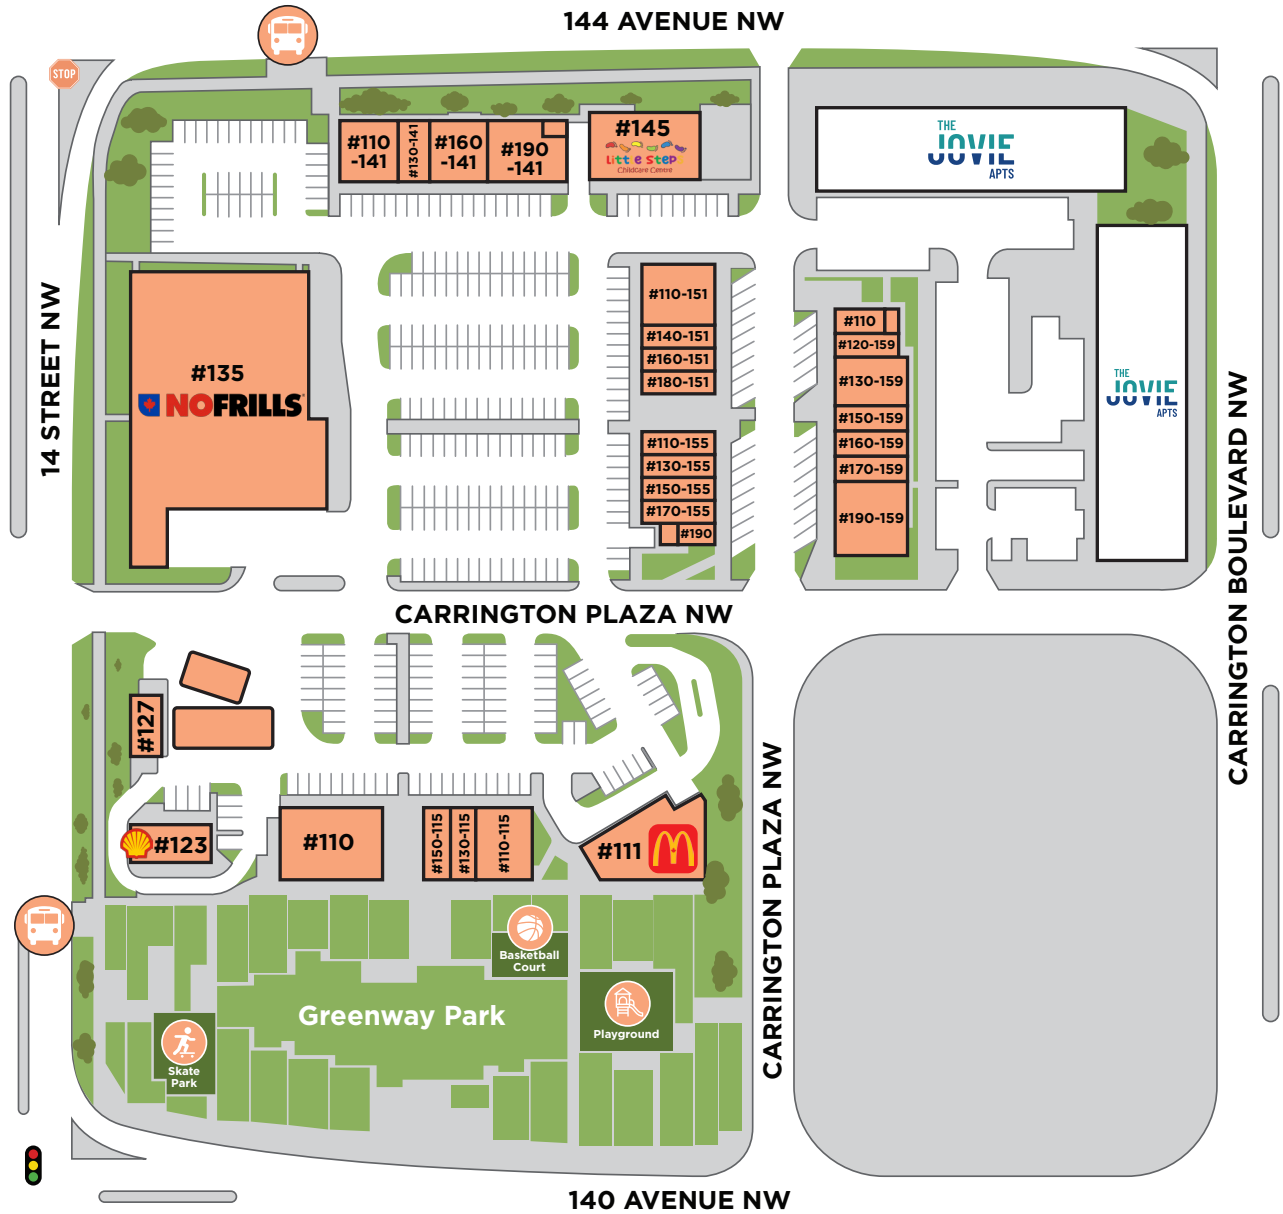 144 AVENUE NW
STOP
#110
-141
#130-141
#160
-141
#190
-141
#145
Little Step
Childcare Centre
THE
JOVIE
APTS
14 STREET NW
#135
NOFRILLS
#110-151
#140-151
#160-151
#180-151
#110-155
#130-155
#150-155
#170-155
#190
#110
#120-159
#130-159
#150-159
#160-159
#170-159
#190-159
THE
JOVIE
APTS
CARRINGTON BOULEVARD NW
CARRINGTON PLAZA NW
#127
#123
#110
#150-115
#130-115
#110-115
#111
CARRINGTON PLAZA NW
Basketball
Court
Greenway Park
Playground
Skate
Park
140 AVENUE NW